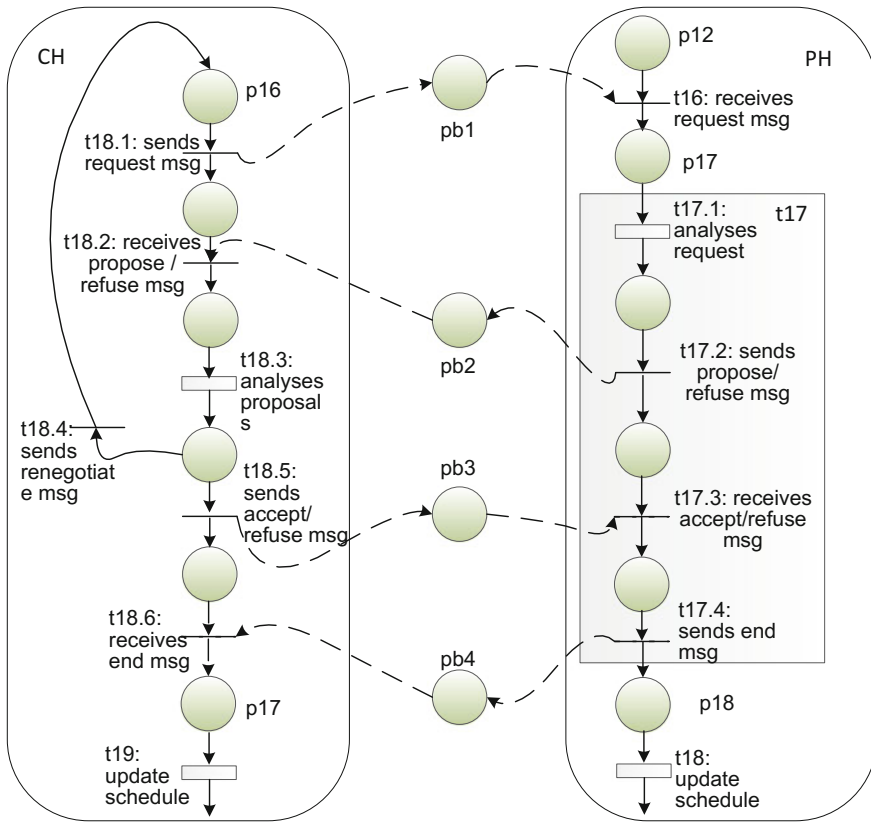 CH
p16
t18.1: sends
request msg
t18.2: receives
propose /
refuse msg
t18.3:
analyses
proposal
s
t18.4:
sends
renegotiat
e msg
t18.5:
sends
accept/
refuse msg
t18.6:
receives
end msg
p17
t19:
update
schedule
pb1
pb2
pb3
pb4
PH
p12
t16: receives
request msg
p17
t17
t17.1:
analyses
request
t17.2: sends
propose/
refuse msg
t17.3: receives
accept/refuse
msg
t17.4:
sends end
msg
p18
t18:
update
schedule